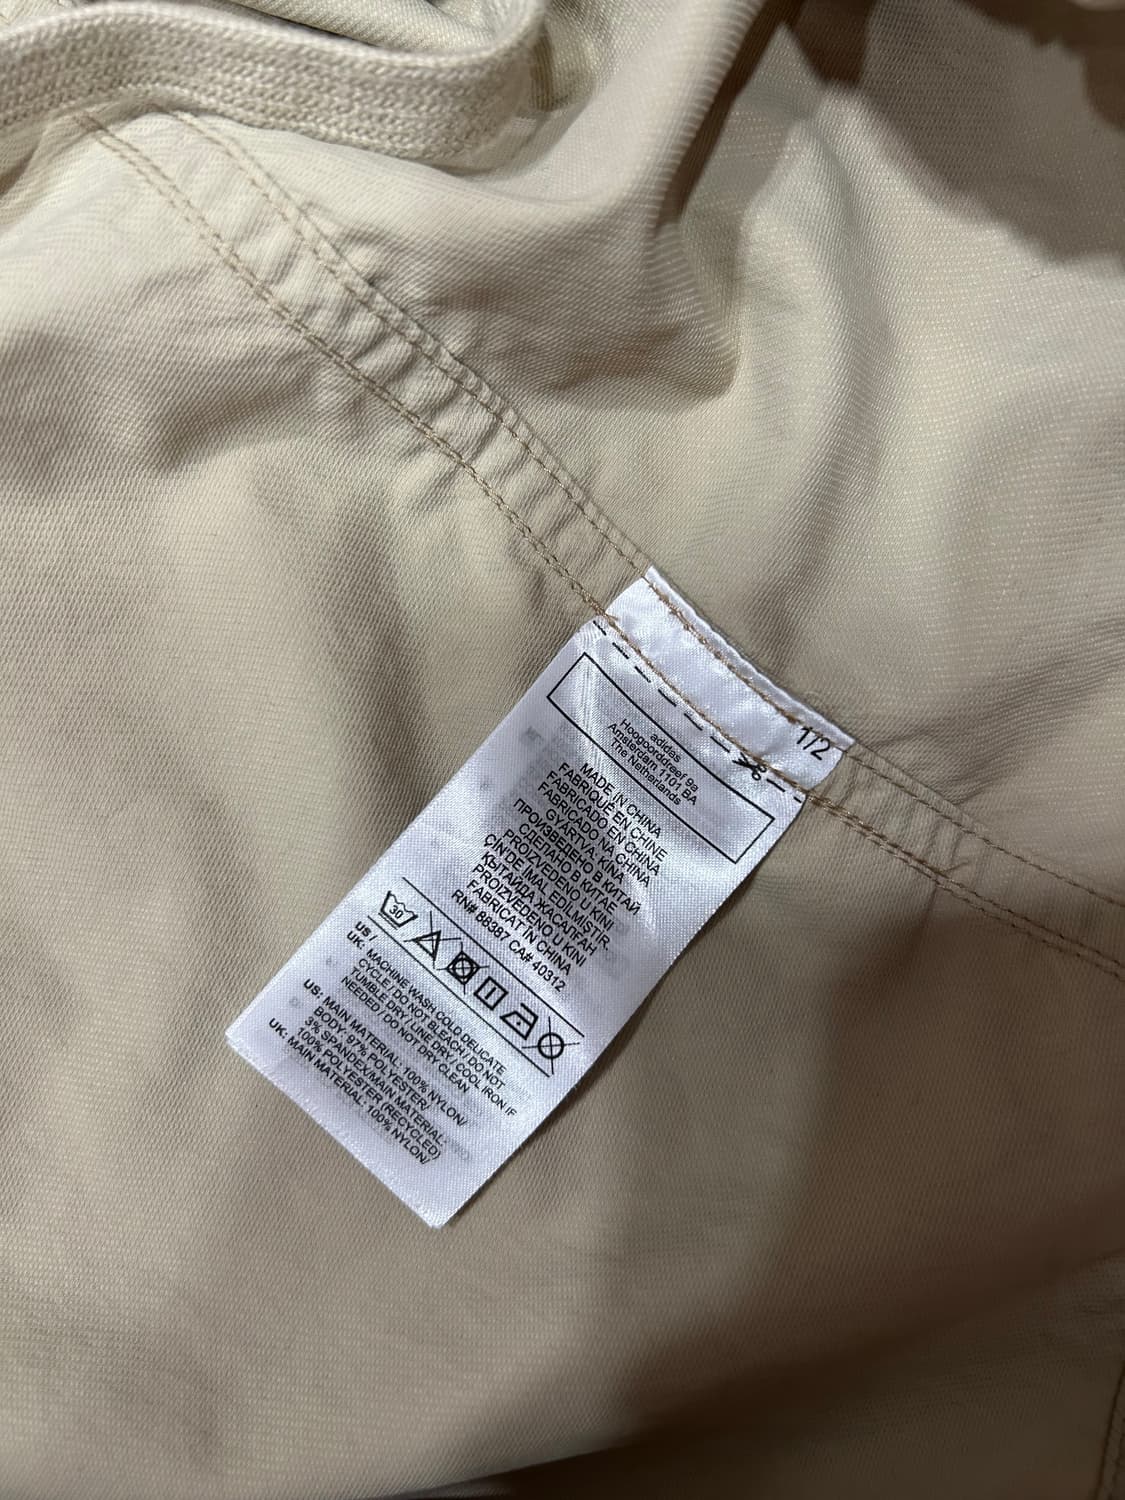 1/2
adidas
Hoogoorddreef 9a
Amsterdam 1101 BA
The Netherlands
MADE IN CHINA
FABRIQUÉ EN CHINE
FABRICADO EN CHINA
FABRICADO NA CHINA
GYÁRTVA: KÍNA
ПРОИЗВЕДЕНО В КИТАЙ
СДЕЛАНО В КИТАЕ
PROIZVEDENO U KINI
ÇİN'DE İMAL EDİLMİŞTİR.
ҚЫТАЙДА ЖАСАЛҒАН
PROIZVEDENO U KINI
FABRICAT ÎN CHINA
RN# 88387 CA# 40312
30
US /
UK: MACHINE WASH COLD DELICATE
CYCLE / DO NOT BLEACH / DO NOT
TUMBLE DRY / LINE DRY / COOL IRON IF
NEEDED / DO NOT DRY CLEAN
US: MAIN MATERIAL: 100% NYLON/
BODY: 97% POLYESTER/
3% SPANDEX/MAIN MATERIAL:
100% POLYESTER (RECYCLED)
UK: MAIN MATERIAL: 100% NYLON/